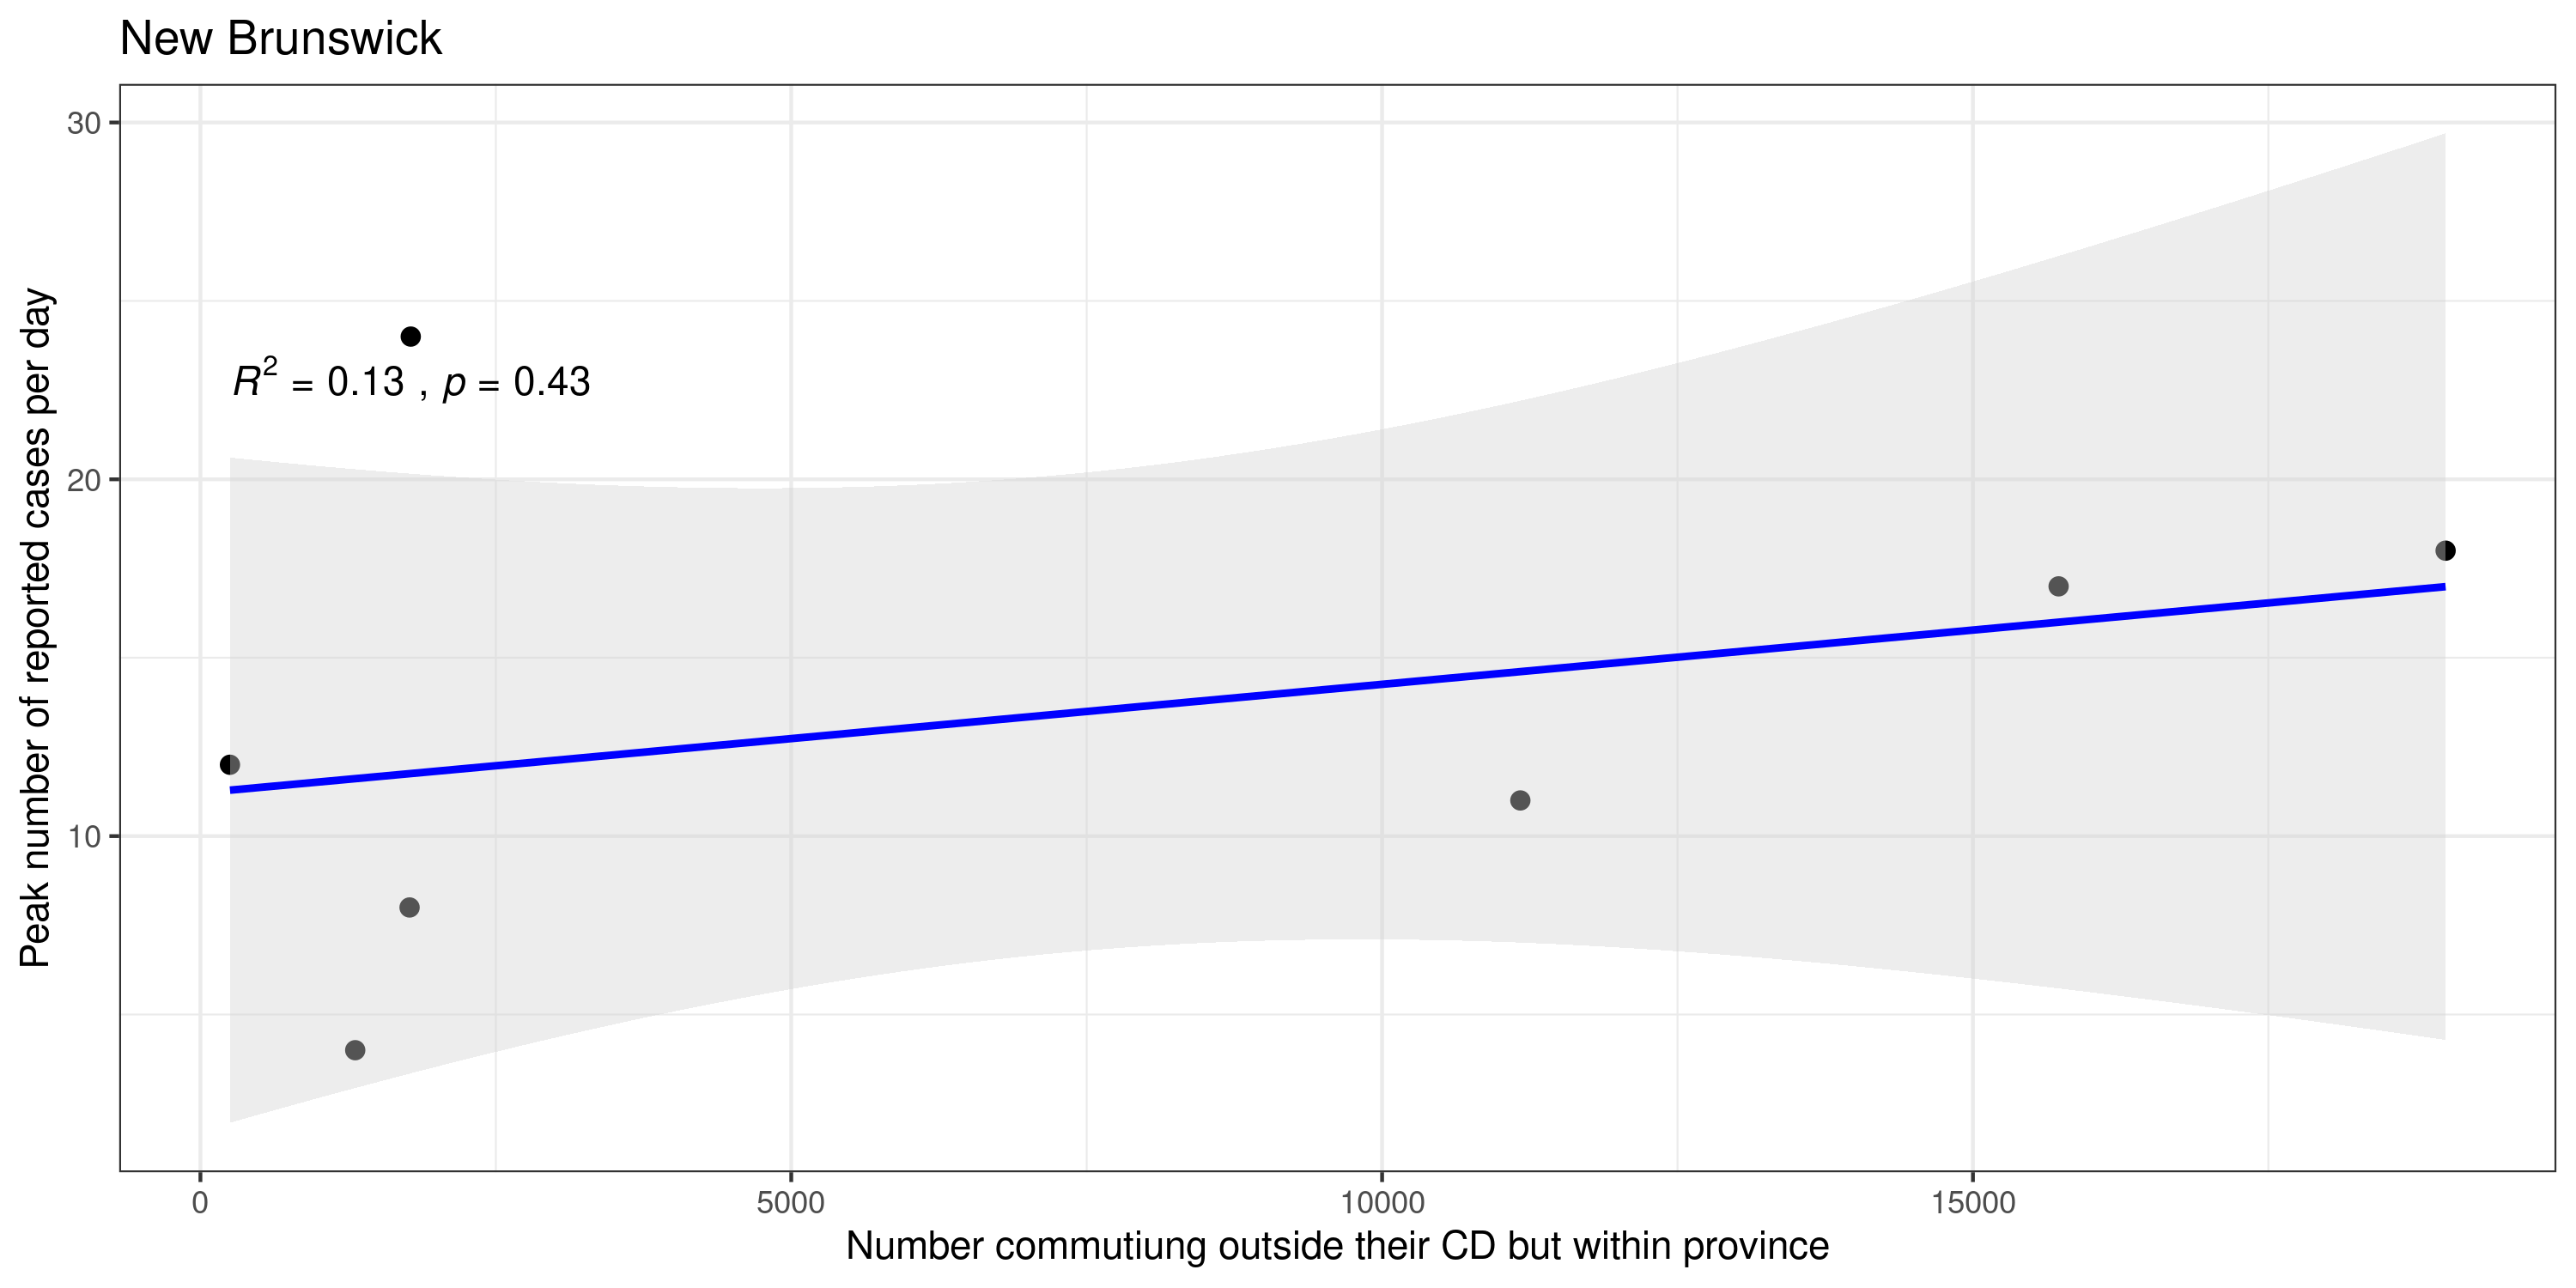 New Brunswick
Peak number of reported cases per day
30
20
10
R² = 0.13 , p = 0.43
0 5000 10000 15000
Number commutiung outside their CD but within province